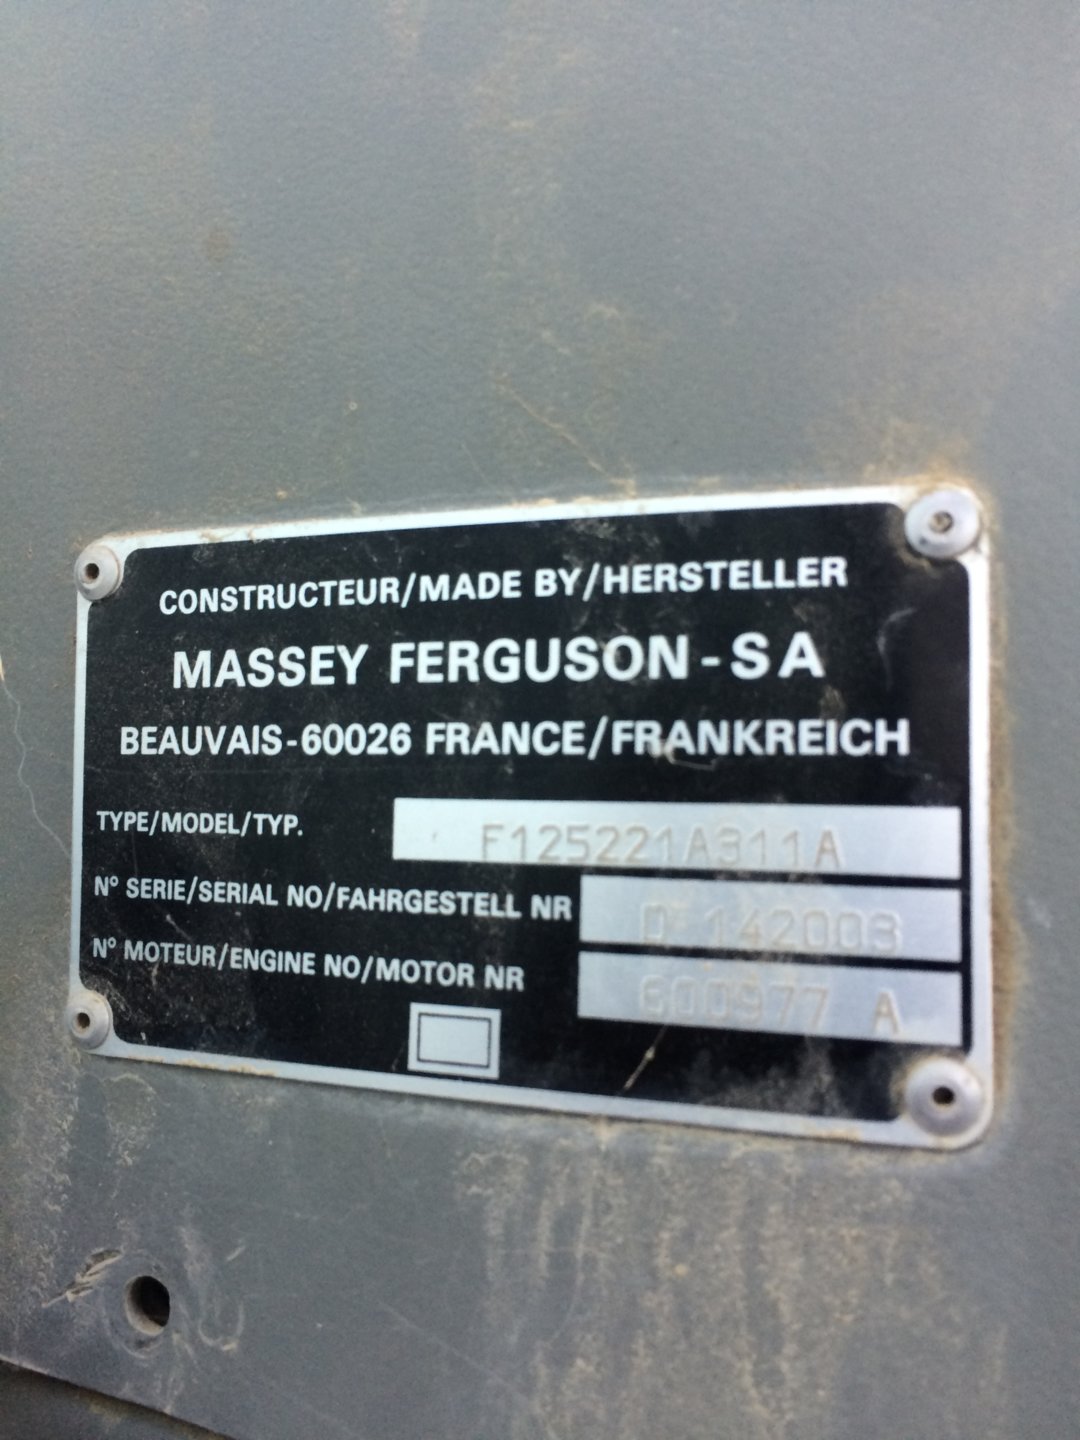 CONSTRUCTEUR/MADE BY/HERSTELLER
MASSEY FERGUSON-SA
BEAUVAIS-60026 FRANCE/FRANKREICH
TYPE/MODEL/TYP. F125221A311A
N° SERIE/SERIAL NO/FAHRGESTELL NR D 142003
N° MOTEUR/ENGINE NO/MOTOR NR 600977 A